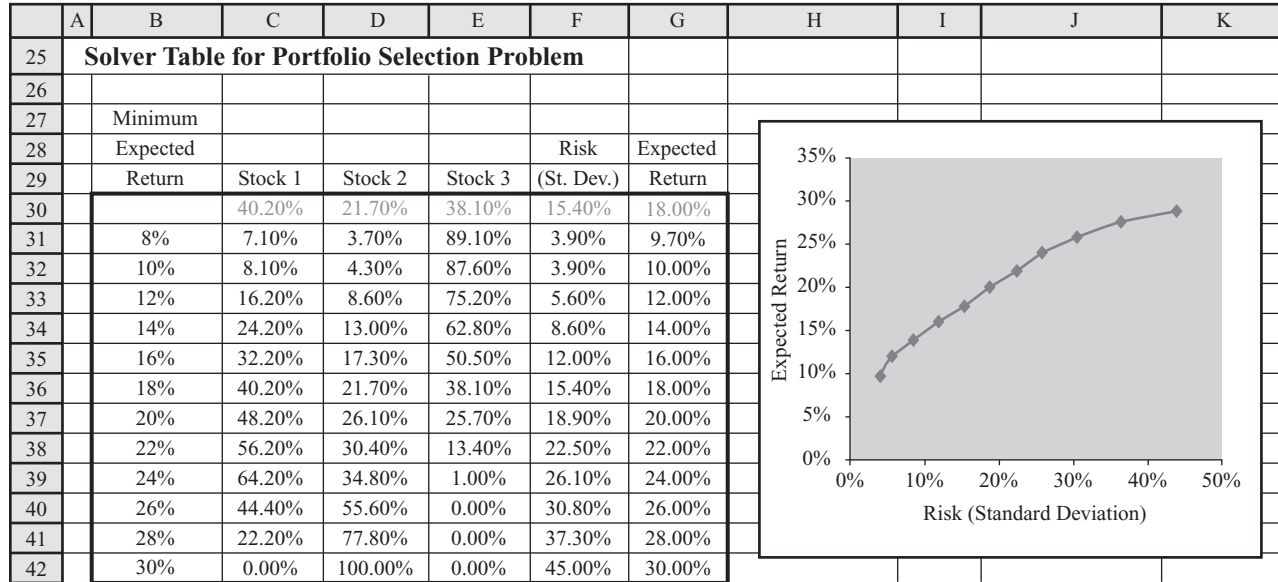 A B C D E F G H I J K
25 Solver Table for Portfolio Selection Problem
26
27 Minimum
28 Expected Risk Expected
29 Return Stock 1 Stock 2 Stock 3 (St. Dev.) Return
30 40.20% 21.70% 38.10% 15.40% 18.00%
31 8% 7.10% 3.70% 89.10% 3.90% 9.70%
32 10% 8.10% 4.30% 87.60% 3.90% 10.00%
33 12% 16.20% 8.60% 75.20% 5.60% 12.00%
34 14% 24.20% 13.00% 62.80% 8.60% 14.00%
35 16% 32.20% 17.30% 50.50% 12.00% 16.00%
36 18% 40.20% 21.70% 38.10% 15.40% 18.00%
37 20% 48.20% 26.10% 25.70% 18.90% 20.00%
38 22% 56.20% 30.40% 13.40% 22.50% 22.00%
39 24% 64.20% 34.80% 1.00% 26.10% 24.00%
40 26% 44.40% 55.60% 0.00% 30.80% 26.00%
41 28% 22.20% 77.80% 0.00% 37.30% 28.00%
42 30% 0.00% 100.00% 0.00% 45.00% 30.00%
Expected Return
35%
30%
25%
20%
15%
10%
5%
0%
0% 10% 20% 30% 40% 50%
Risk (Standard Deviation)